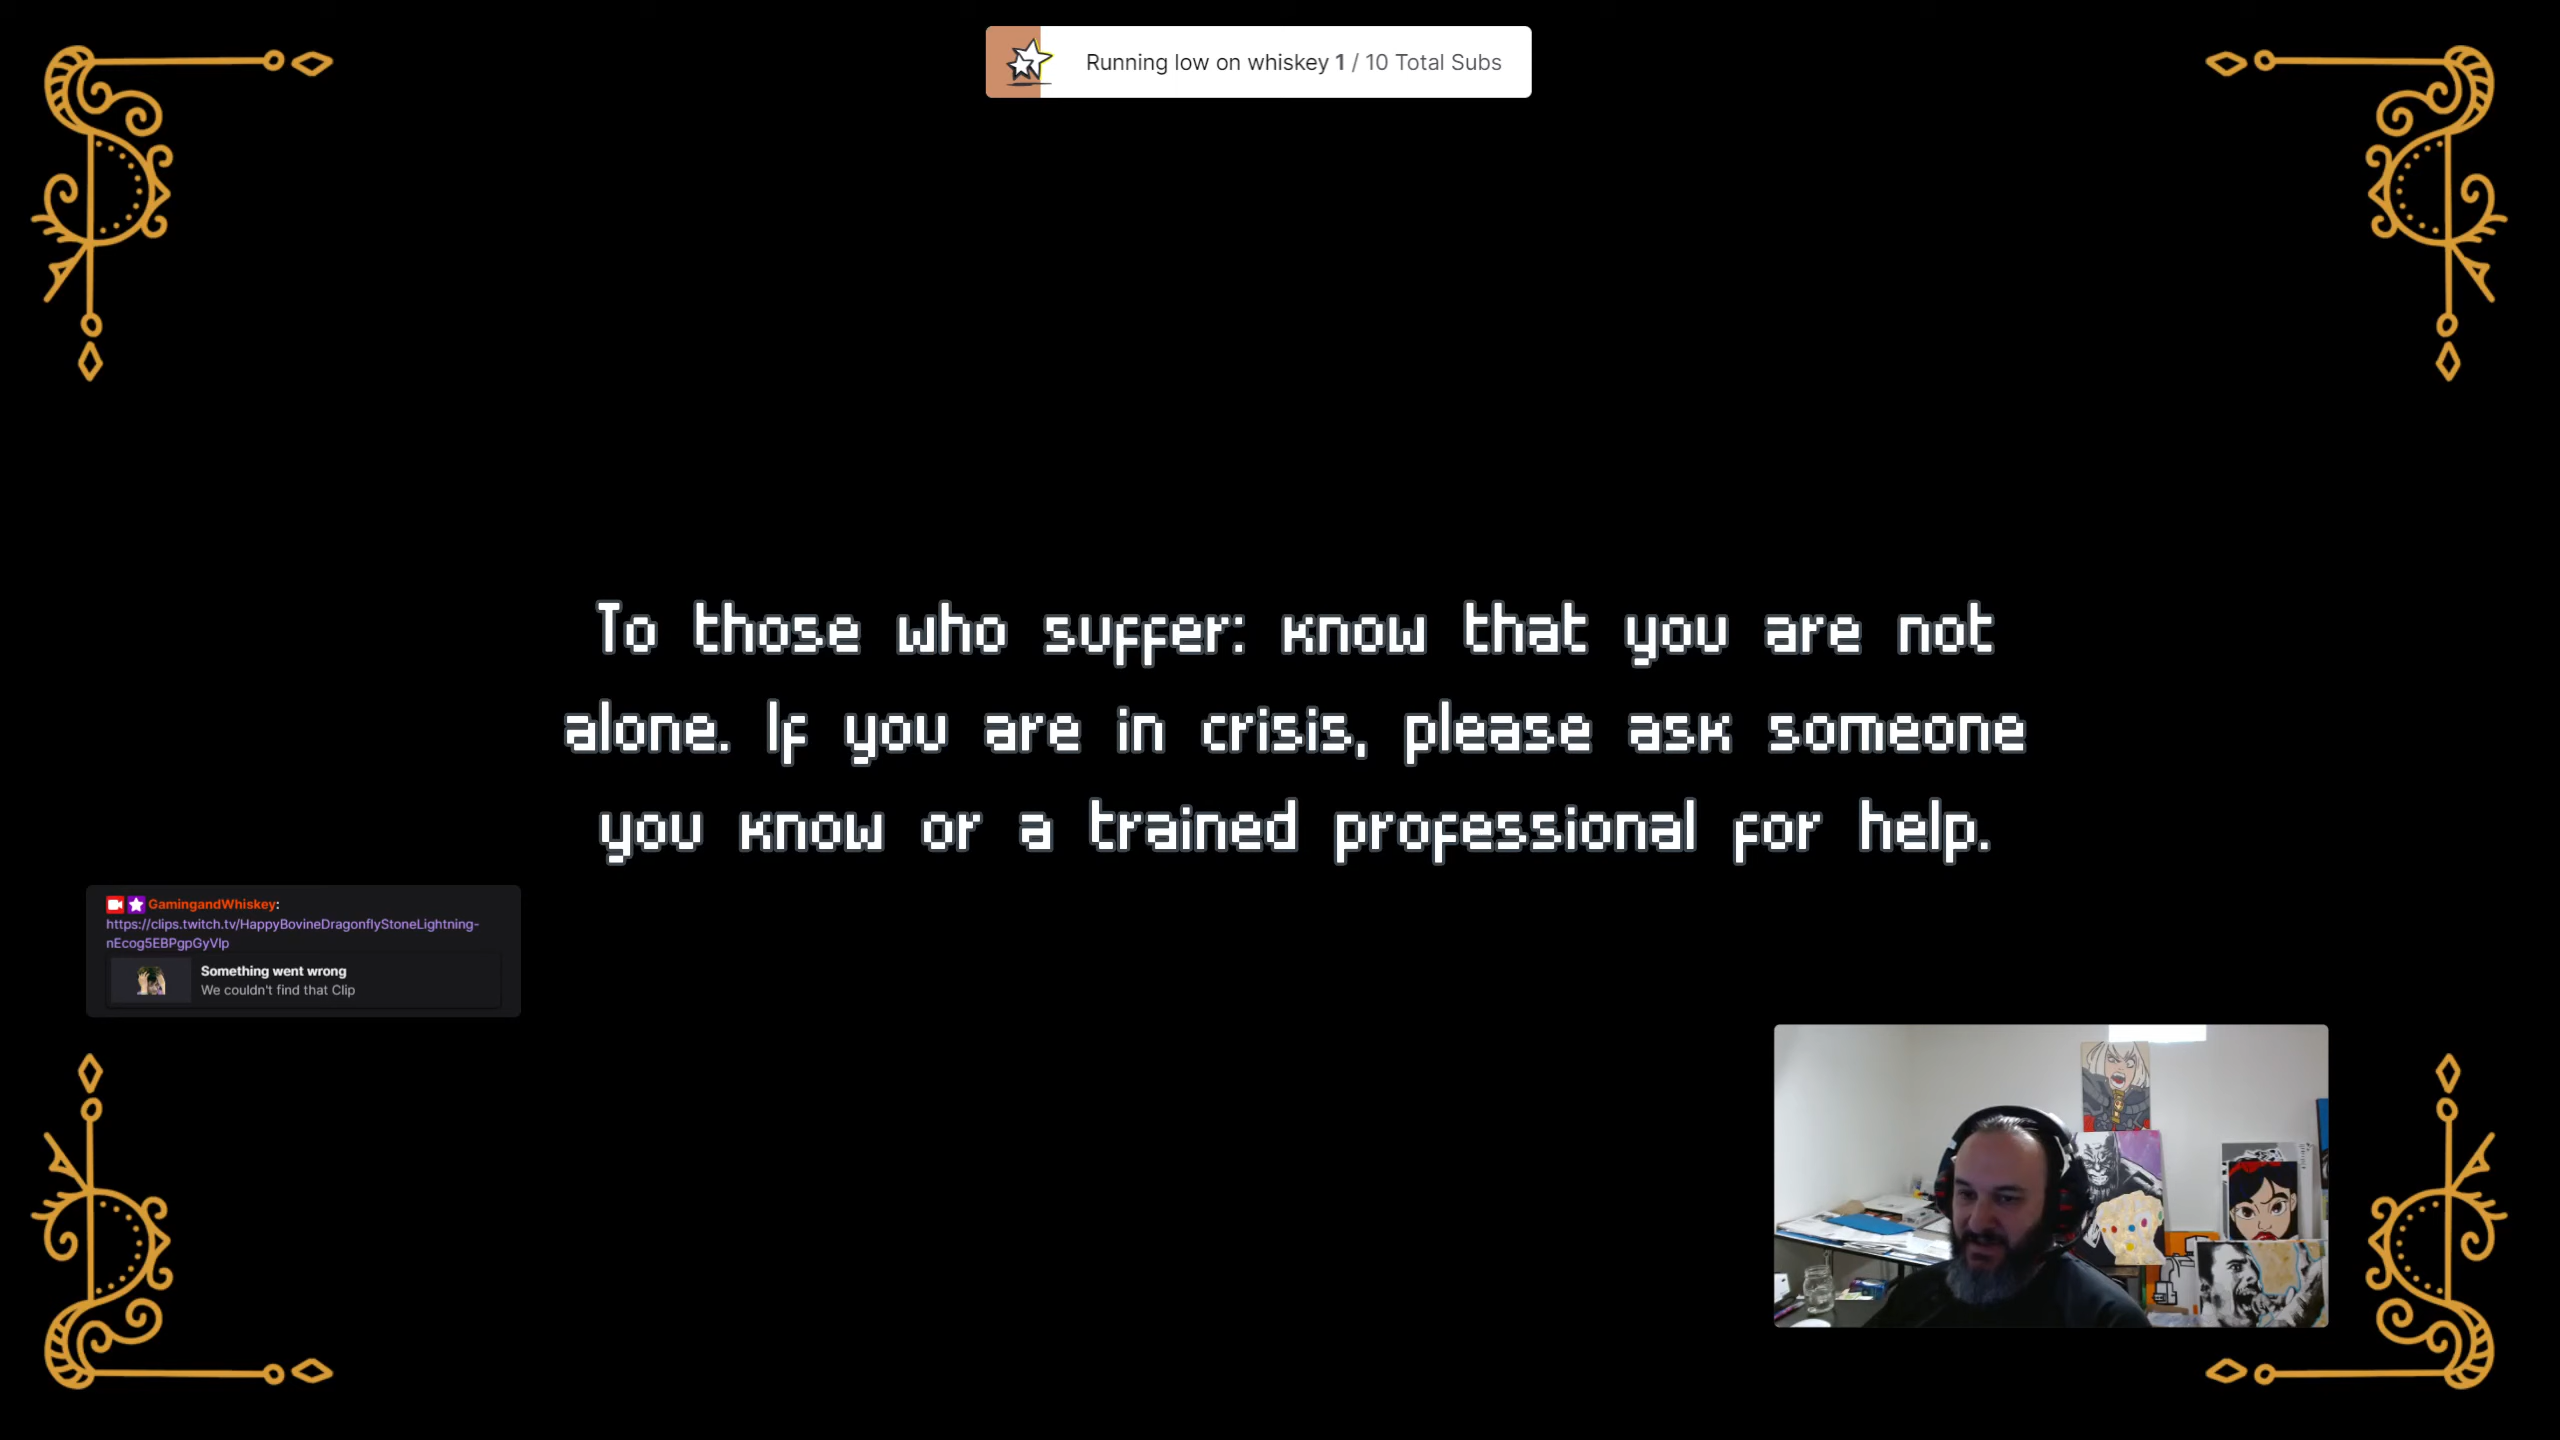 Running low on whiskey 1 / 10 Total Subs
To those who suffer: know that you are not
alone. If you are in crisis, please ask someone
you know or a trained professional for help.
GamingandWhiskey:
https://clips.twitch.tv/HappyBovineDragonflyStoneLightning-
nEcog5EBPgpGyVIp
Something went wrong
We couldn't find that Clip